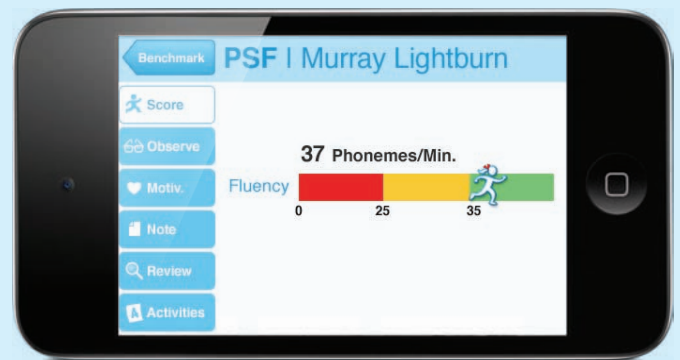 Benchmark
PSF | Murray Lightburn
Score
Observe
Motiv.
Note
Review
Activities
37 Phonemes/Min.
Fluency
0 25 35